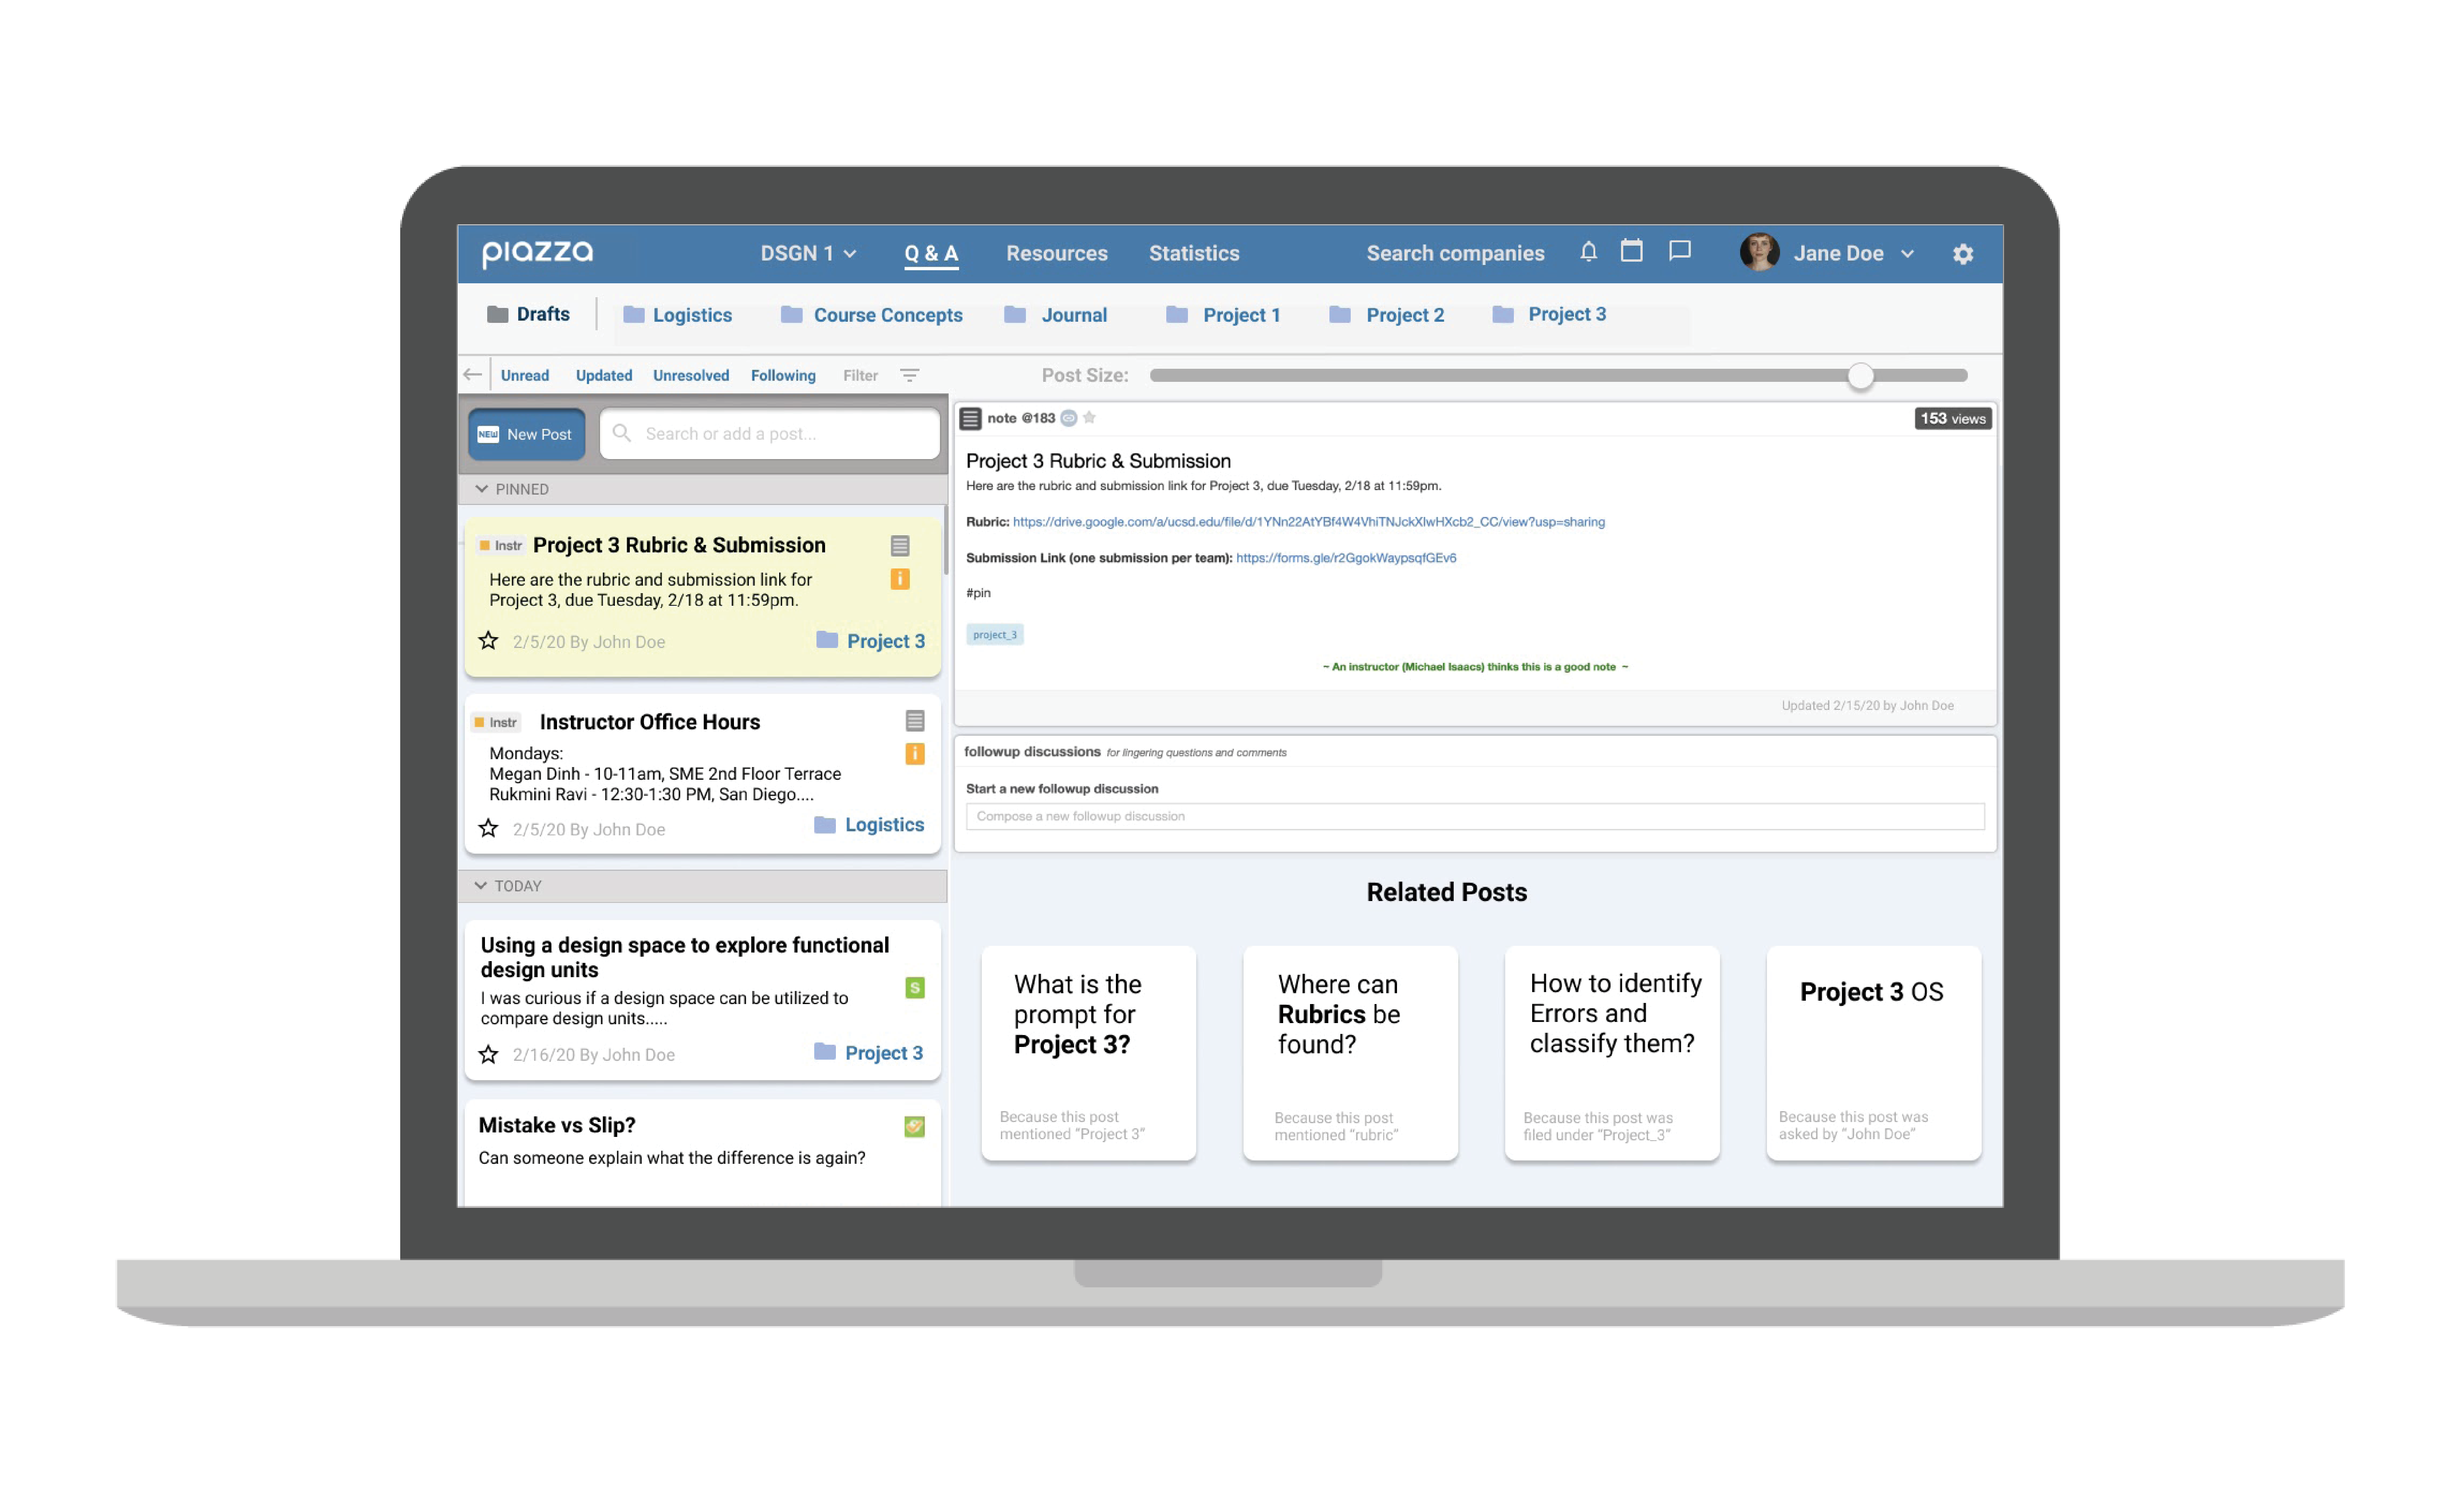 piazza
DSGN 1
Q & A
Resources
Statistics
Search companies
Jane Doe
Drafts
Logistics
Course Concepts
Journal
Project 1
Project 2
Project 3
Unread
Updated
Unresolved
Following
Filter
Post Size:
NEW New Post
Search or add a post...
PINNED
Instr Project 3 Rubric & Submission
Here are the rubric and submission link for
Project 3, due Tuesday, 2/18 at 11:59pm.
i
2/5/20 By John Doe
Project 3
Instr Instructor Office Hours
Mondays:
i
Megan Dinh - 10-11am, SME 2nd Floor Terrace
Rukmini Ravi - 12:30-1:30 PM, San Diego....
2/5/20 By John Doe
Logistics
TODAY
Using a design space to explore functional
design units
S
I was curious if a design space can be utilized to
compare design units.....
2/16/20 By John Doe
Project 3
Mistake vs Slip?
Can someone explain what the difference is again?
note @183
153 views
Project 3 Rubric & Submission
Here are the rubric and submission link for Project 3, due Tuesday, 2/18 at 11:59pm.
Rubric: https://drive.google.com/a/ucsd.edu/file/d/1YNn22AtYBf4W4VhiTNJckXIwHXcb2_CC/view?usp=sharing
Submission Link (one submission per team): https://forms.gle/r2GgokWaypsqfGEv6
#pin
project_3
~ An instructor (Michael Isaacs) thinks this is a good note ~
Updated 2/15/20 by John Doe
followup discussions for lingering questions and comments
Start a new followup discussion
Compose a new followup discussion
Related Posts
What is the
prompt for
Project 3?
Because this post
mentioned "Project 3"
Where can
Rubrics be
found?
Because this post
mentioned "rubric"
How to identify
Errors and
classify them?
Because this post was
filed under "Project_3"
Project 3 OS
Because this post was
asked by "John Doe"